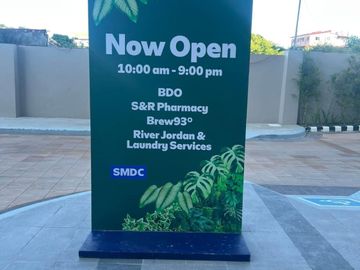 Now Open
10:00 am - 9:00 pm
BDO
S&R Pharmacy
Brew93°
River Jordan &
Laundry Services
SMDC